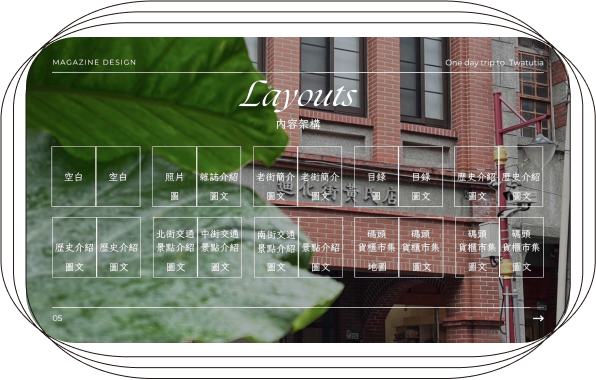 MAGAZINE DESIGN
One day trip to Twatutia
Layouts
內容架構
空白 空白 照片 雜誌介紹 老街簡介 老街簡介 目錄 目錄 歷史介紹 歷史介紹
圖 圖文 圖文 圖文 圖 圖文 圖文 圖文
北街交通 中街交通 南街交通 碼頭 碼頭 碼頭 碼頭
歷史介紹 歷史介紹 景點介紹 景點介紹 景點介紹 景點介紹 貨櫃市集 貨櫃市集 貨櫃市集 貨櫃市集
圖文 圖文 圖文 圖文 圖文 圖文 地圖 圖文 圖文 圖文
05